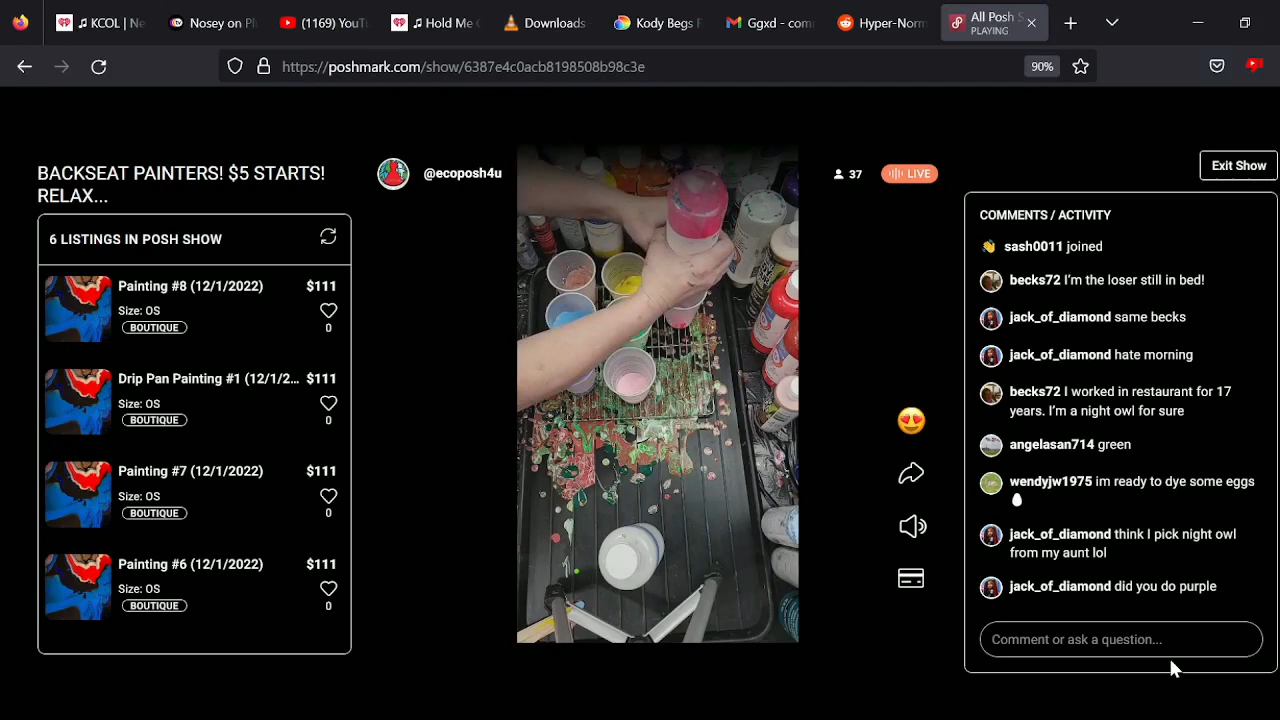 ♫ KCOL | Ne
Nosey on Pl
(1169) YouT
♫ Hold Me C
Downloads
Kody Begs F
Ggxd - com
Hyper-Norm
All Posh S
PLAYING
https://poshmark.com/show/6387e4c0acb8198508b98c3e
90%
BACKSEAT PAINTERS! $5 STARTS!
RELAX...
@ecoposh4u
37
LIVE
Exit Show
6 LISTINGS IN POSH SHOW
Painting #8 (12/1/2022) $111
Size: OS
BOUTIQUE
0
Drip Pan Painting #1 (12/1/2... $111
Size: OS
BOUTIQUE
0
Painting #7 (12/1/2022) $111
Size: OS
BOUTIQUE
0
Painting #6 (12/1/2022) $111
Size: OS
BOUTIQUE
0
COMMENTS / ACTIVITY
sash0011 joined
becks72 I'm the loser still in bed!
jack_of_diamond same becks
jack_of_diamond hate morning
becks72 I worked in restaurant for 17
years. I'm a night owl for sure
angelasan714 green
wendyjw1975 im ready to dye some eggs
jack_of_diamond think I pick night owl
from my aunt lol
jack_of_diamond did you do purple
Comment or ask a question...